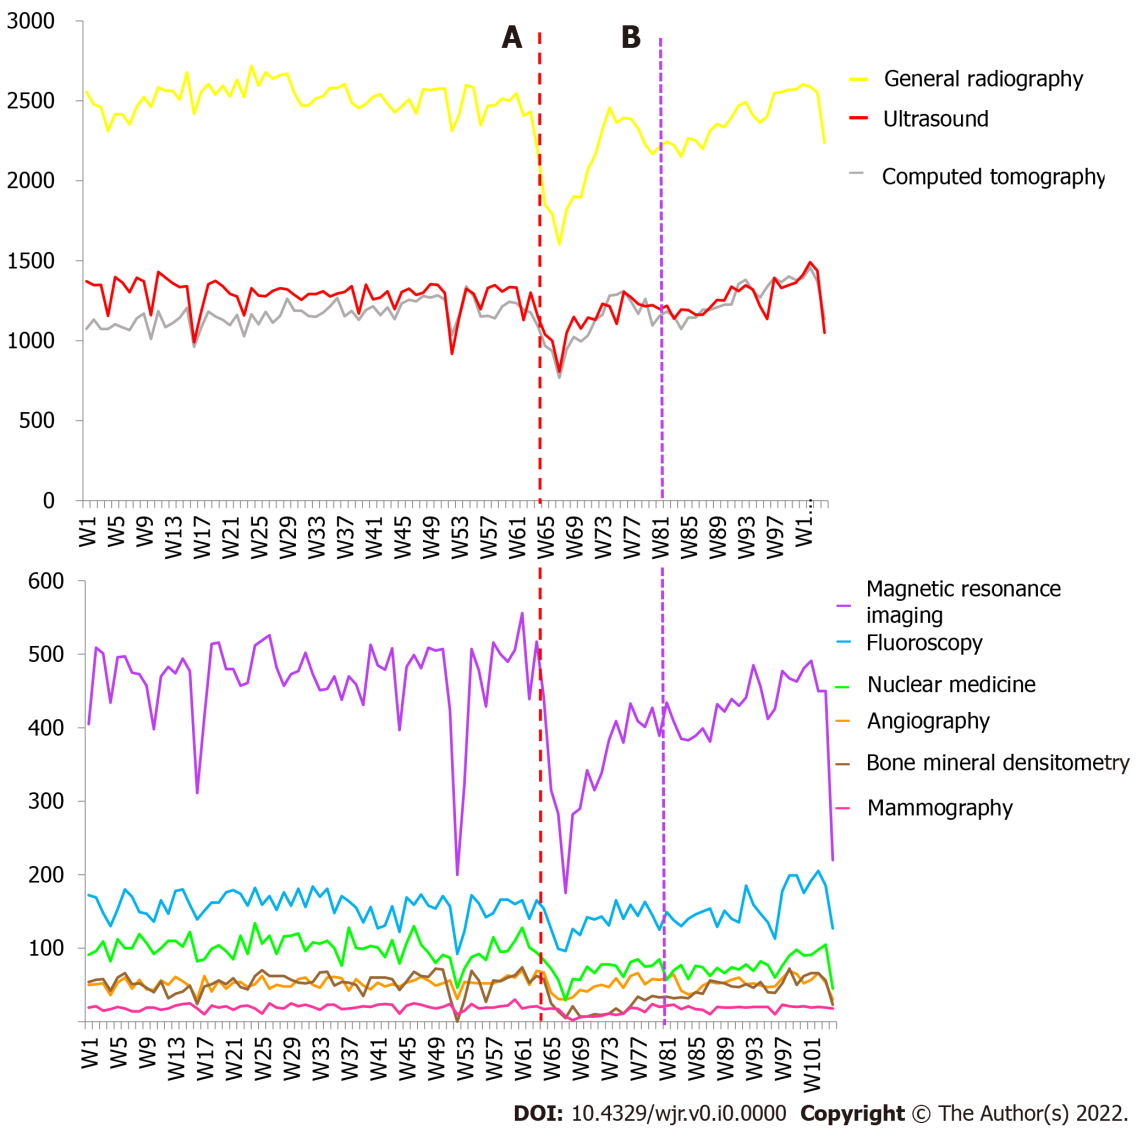 3000
A
B
2500
2000
1500
1000
500
0
General radiography
Ultrasound
Computed tomography
W1 W5 W9 W13 W17 W21 W25 W29 W33 W37 W41 W45 W49 W53 W57 W61 W65 W69 W73 W77 W81 W85 W89 W93 W97 W1...
600
500
400
300
200
100
Magnetic resonance
imaging
Fluoroscopy
Nuclear medicine
Angiography
Bone mineral densitometry
Mammography
W1 W5 W9 W13 W17 W21 W25 W29 W33 W37 W41 W45 W49 W53 W57 W61 W65 W69 W73 W77 W81 W85 W89 W93 W97 W101
DOI: 10.4329/wjr.v0.i0.0000 Copyright © The Author(s) 2022.